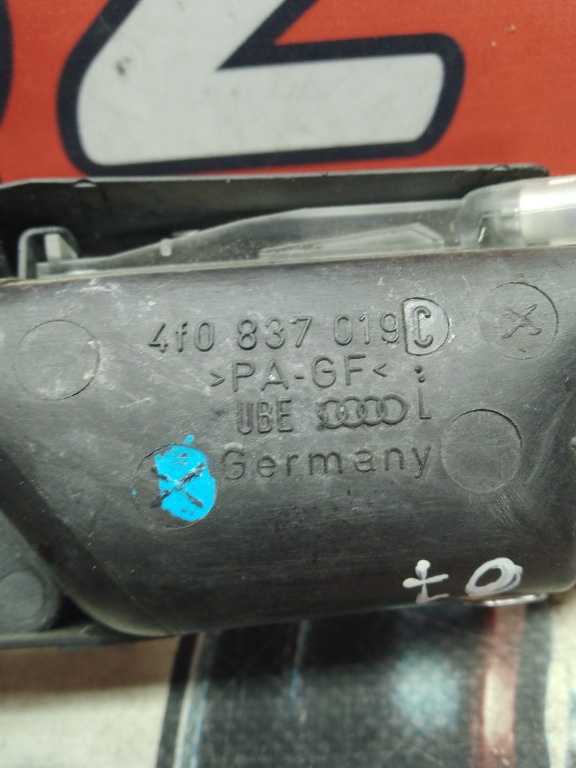 4f0 837 019 C
>PA-GF<
UBE L
Germany